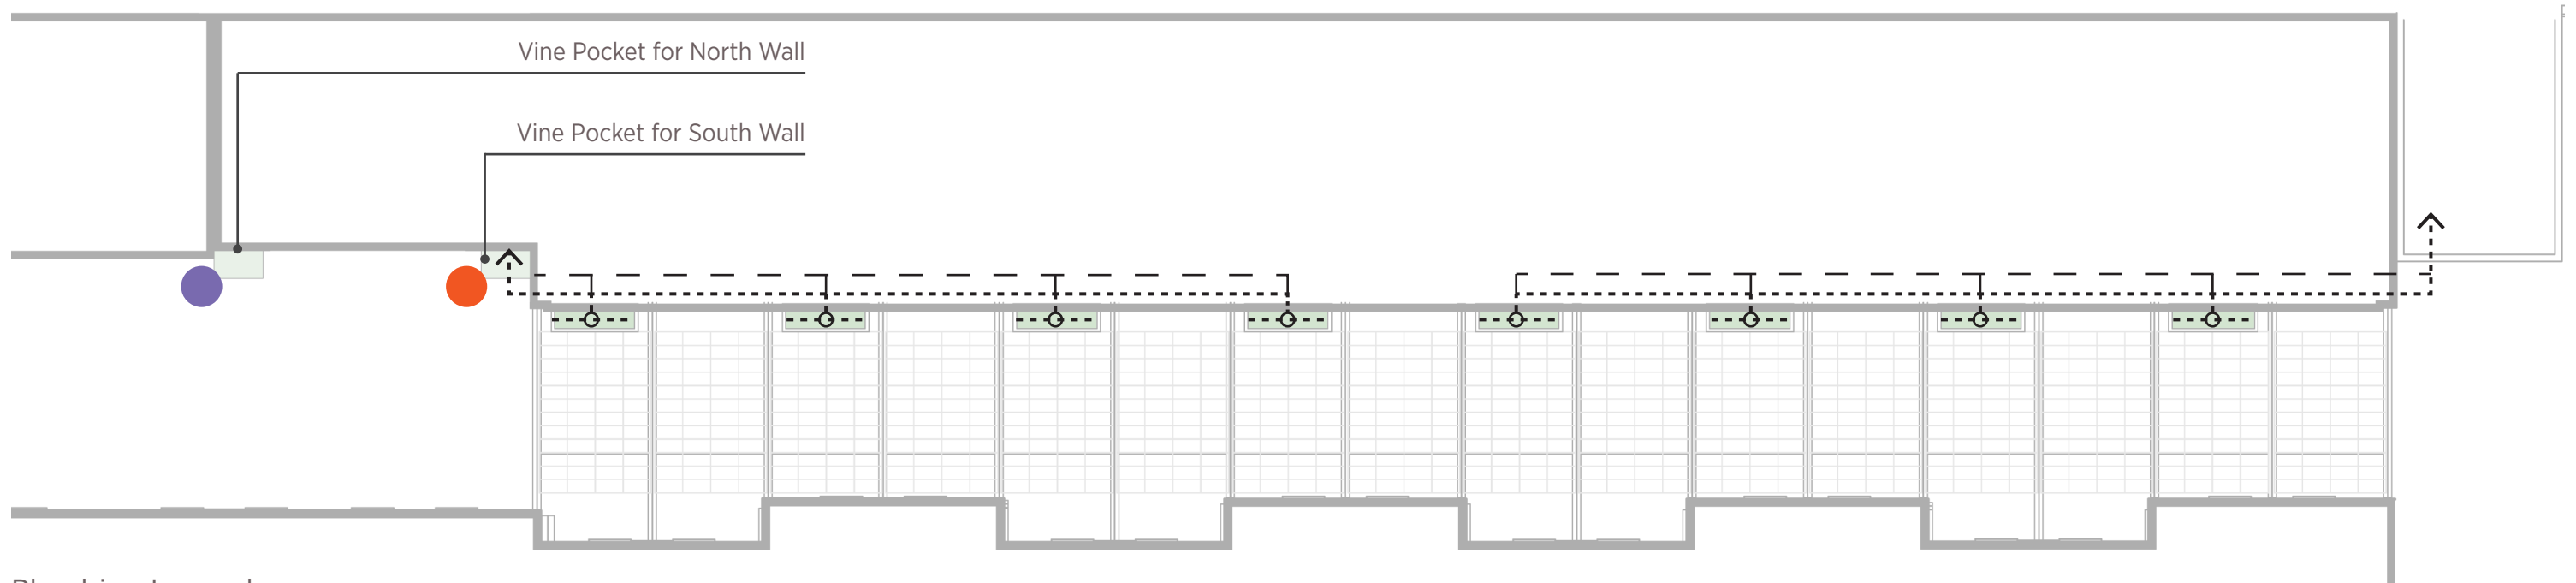 Vine Pocket for North Wall
Vine Pocket for South Wall